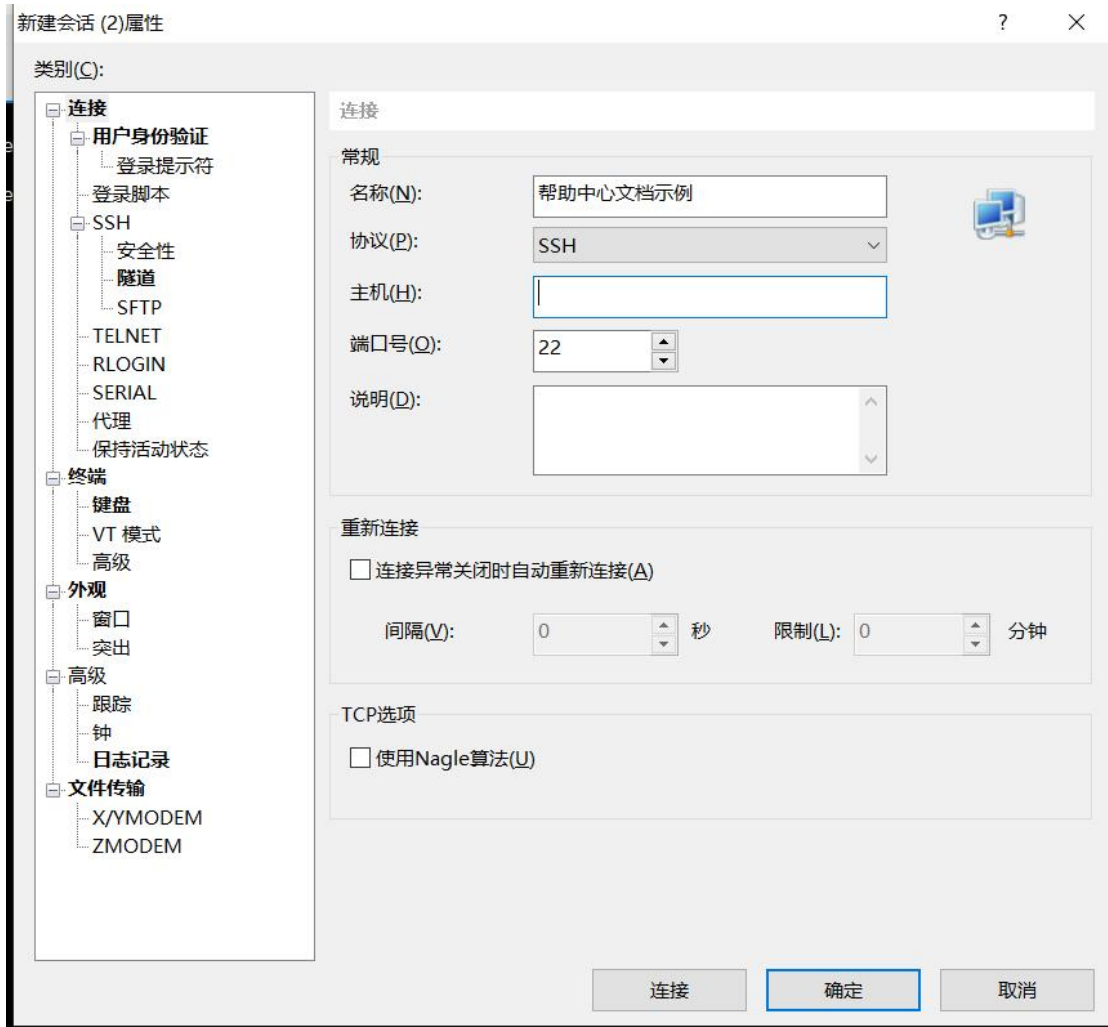 新建会话 (2)属性
?
类别(C):
连接
用户身份验证
登录提示符
登录脚本
SSH
安全性
隧道
SFTP
TELNET
RLOGIN
SERIAL
代理
保持活动状态
终端
键盘
VT 模式
高级
外观
窗口
突出
高级
跟踪
钟
日志记录
文件传输
X/YMODEM
ZMODEM
连接
常规
名称(N): 帮助中心文档示例
协议(P): SSH
主机(H):
端口号(O): 22
说明(D):
重新连接
连接异常关闭时自动重新连接(A)
间隔(V): 0 秒 限制(L): 0 分钟
TCP选项
使用Nagle算法(U)
连接 确定 取消